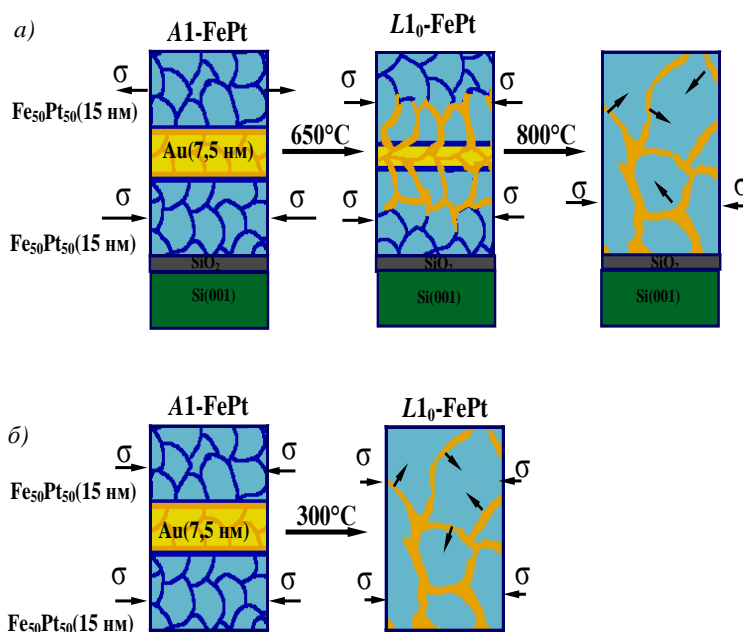 а)
A1-FePt
L1₀-FePt
σ
Fe₅₀Pt₅₀(15 нм)
Au(7,5 нм)
650°C
σ
σ
800°C
σ
σ
Fe₅₀Pt₅₀(15 нм)
σ
σ
σ
σ
σ
SiO₂
SiO₂
SiO₂
Si(001)
Si(001)
Si(001)
б)
A1-FePt
L1₀-FePt
σ
σ
Fe₅₀Pt₅₀(15 нм)
σ
σ
Au(7,5 нм)
300°C
σ
σ
Fe₅₀Pt₅₀(15 нм)
σ
σ